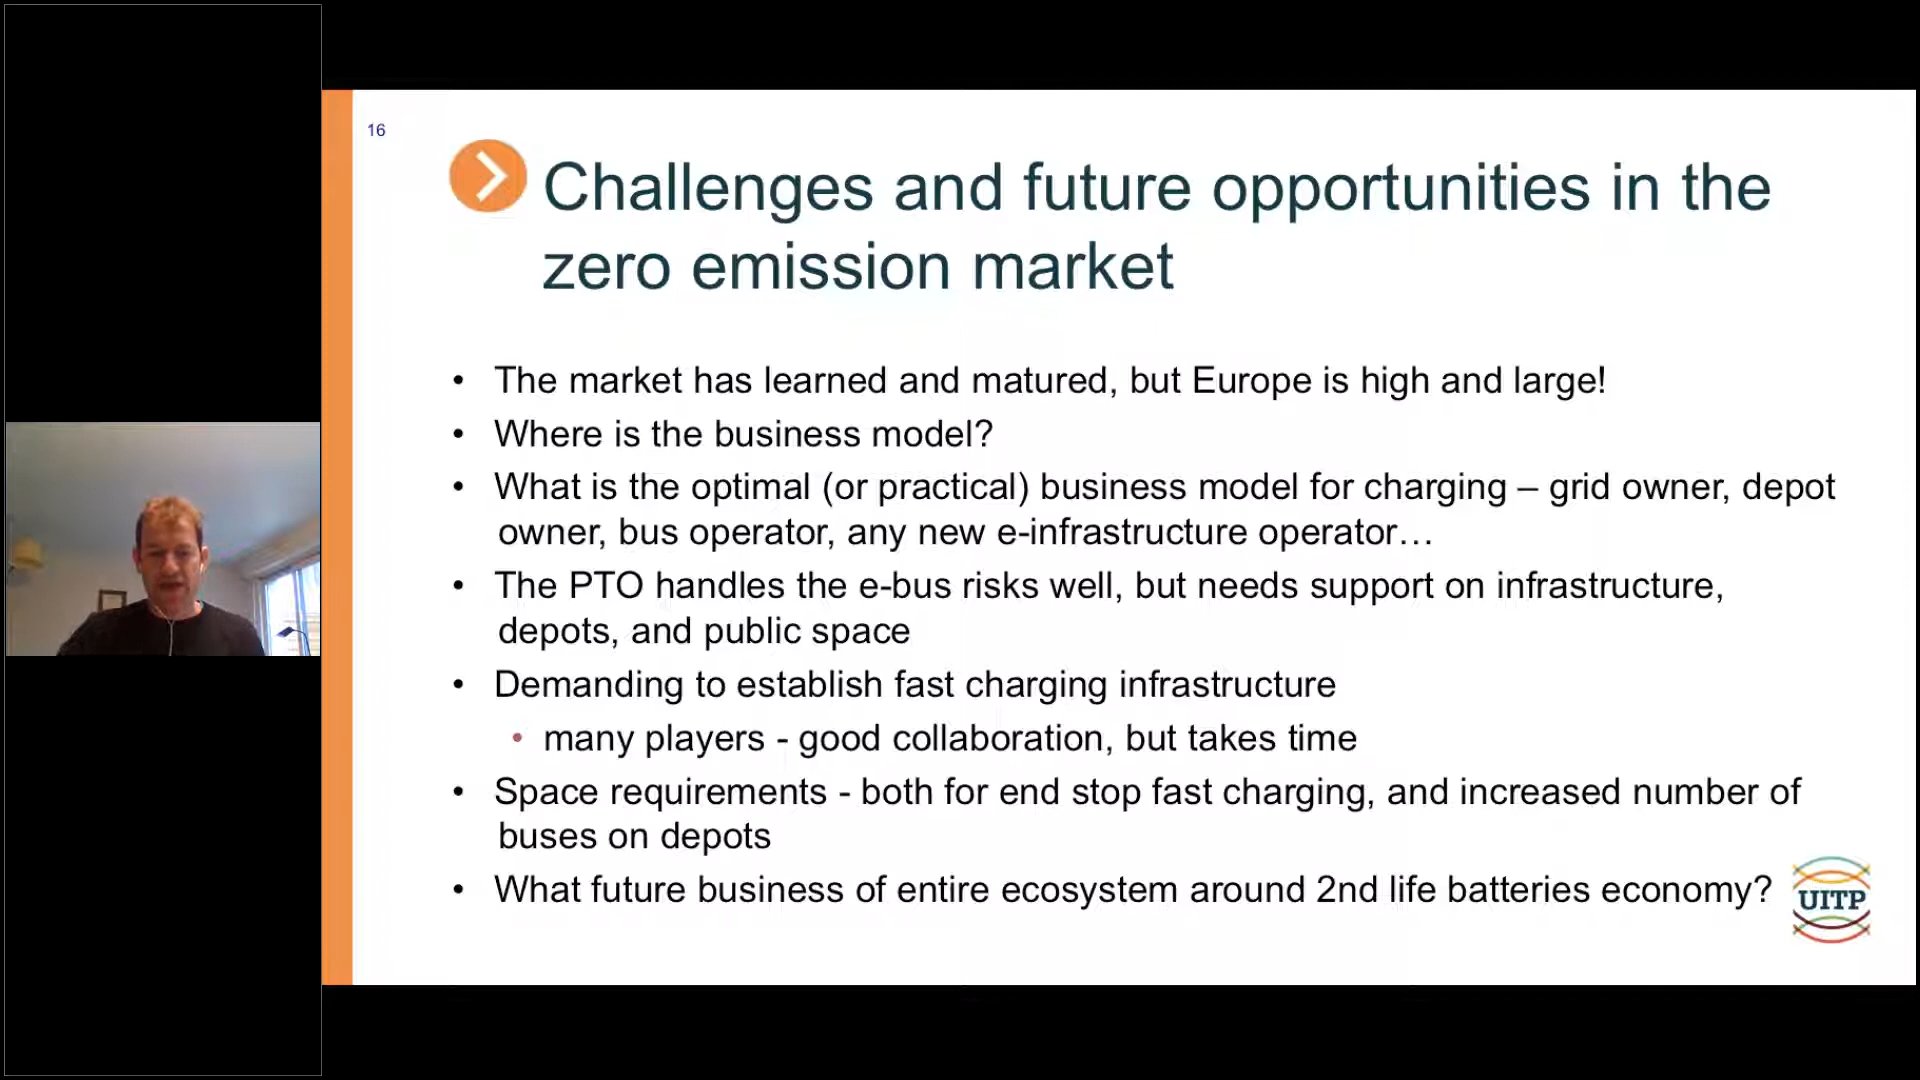 16
Challenges and future opportunities in the
zero emission market
• The market has learned and matured, but Europe is high and large!
• Where is the business model?
• What is the optimal (or practical) business model for charging – grid owner, depot
owner, bus operator, any new e-infrastructure operator…
• The PTO handles the e-bus risks well, but needs support on infrastructure,
depots, and public space
• Demanding to establish fast charging infrastructure
• many players - good collaboration, but takes time
• Space requirements - both for end stop fast charging, and increased number of
buses on depots
• What future business of entire ecosystem around 2nd life batteries economy?
UITP